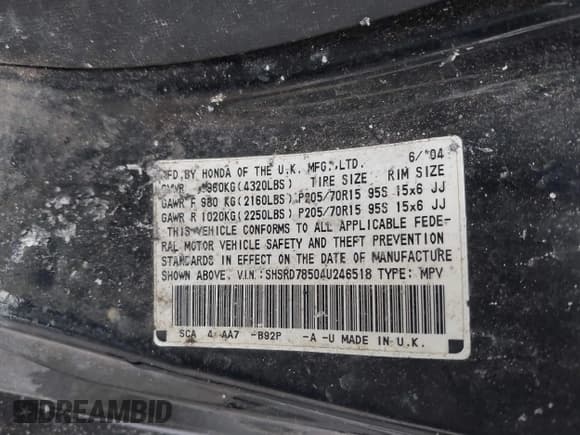 MFD. BY HONDA OF THE U.K. MFG. LTD. 6/'04
GVWR 1960KG(4320LBS) TIRE SIZE RIM SIZE
GAWR F 980 KG(2160LBS) P205/70R15 95S 15x6 JJ
GAWR R 1020KG(2250LBS) P205/70R15 95S 15x6 JJ
THIS VEHICLE CONFORMS TO ALL APPLICABLE FEDE-
RAL MOTOR VEHICLE SAFETY AND THEFT PREVENTION
STANDARDS IN EFFECT ON THE DATE OF MANUFACTURE
SHOWN ABOVE. V.I.N.:SHSRD78504U246518 TYPE: MPV
SCA 4 AA7 -B92P -A -U MADE IN U.K.
DREAMBID